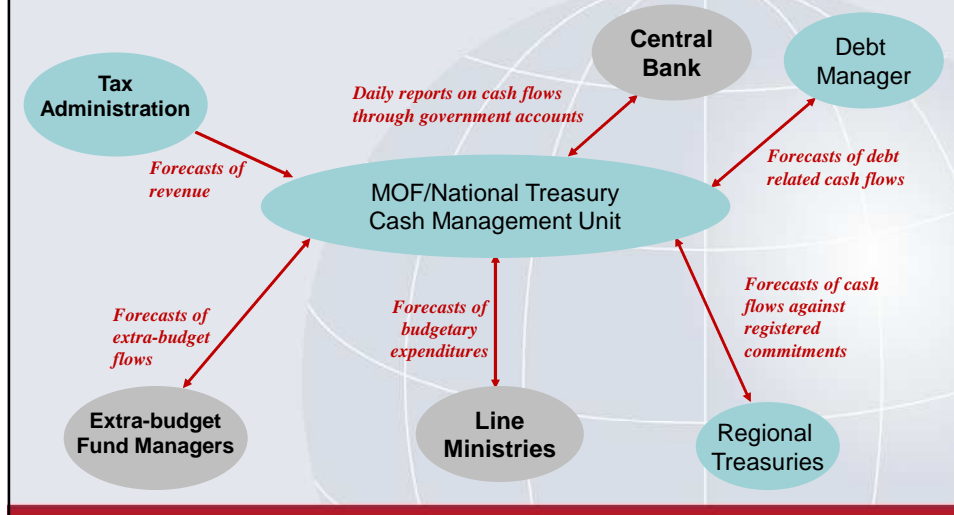 Central
Bank
Debt
Manager
Tax
Administration
Daily reports on cash flows
through government accounts
Forecasts of
revenue
Forecasts of debt
related cash flows
MOF/National Treasury
Cash Management Unit
Forecasts of
extra-budget
flows
Forecasts of
budgetary
expenditures
Forecasts of cash
flows against
registered
commitments
Extra-budget
Fund Managers
Line
Ministries
Regional
Treasuries